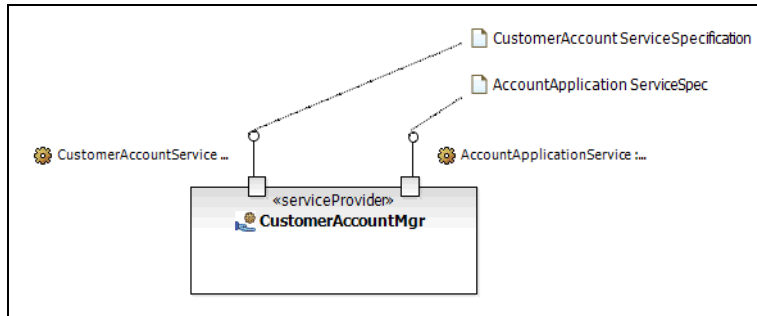 CustomerAccount ServiceSpecification
AccountApplication ServiceSpec
CustomerAccountService ...
AccountApplicationService :...
«serviceProvider»
CustomerAccountMgr